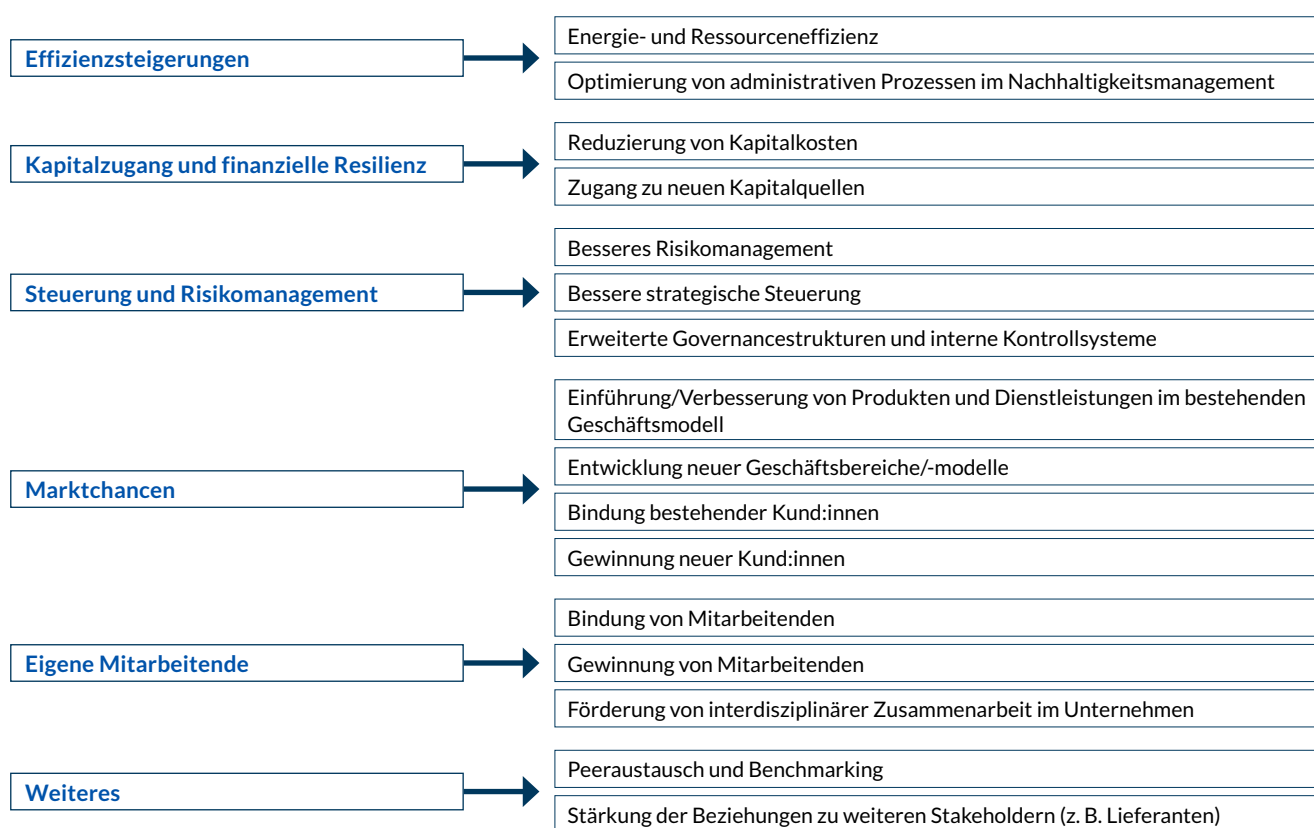 Effizienzsteigerungen
Energie- und Ressourceneffizienz
Optimierung von administrativen Prozessen im Nachhaltigkeitsmanagement
Kapitalzugang und finanzielle Resilienz
Reduzierung von Kapitalkosten
Zugang zu neuen Kapitalquellen
Steuerung und Risikomanagement
Besseres Risikomanagement
Bessere strategische Steuerung
Erweiterte Governancestrukturen und interne Kontrollsysteme
Marktchancen
Einführung/Verbesserung von Produkten und Dienstleistungen im bestehenden
Geschäftsmodell
Entwicklung neuer Geschäftsbereiche/-modelle
Bindung bestehender Kund:innen
Gewinnung neuer Kund:innen
Eigene Mitarbeitende
Bindung von Mitarbeitenden
Gewinnung von Mitarbeitenden
Förderung von interdisziplinärer Zusammenarbeit im Unternehmen
Weiteres
Peeraustausch und Benchmarking
Stärkung der Beziehungen zu weiteren Stakeholdern (z. B. Lieferanten)